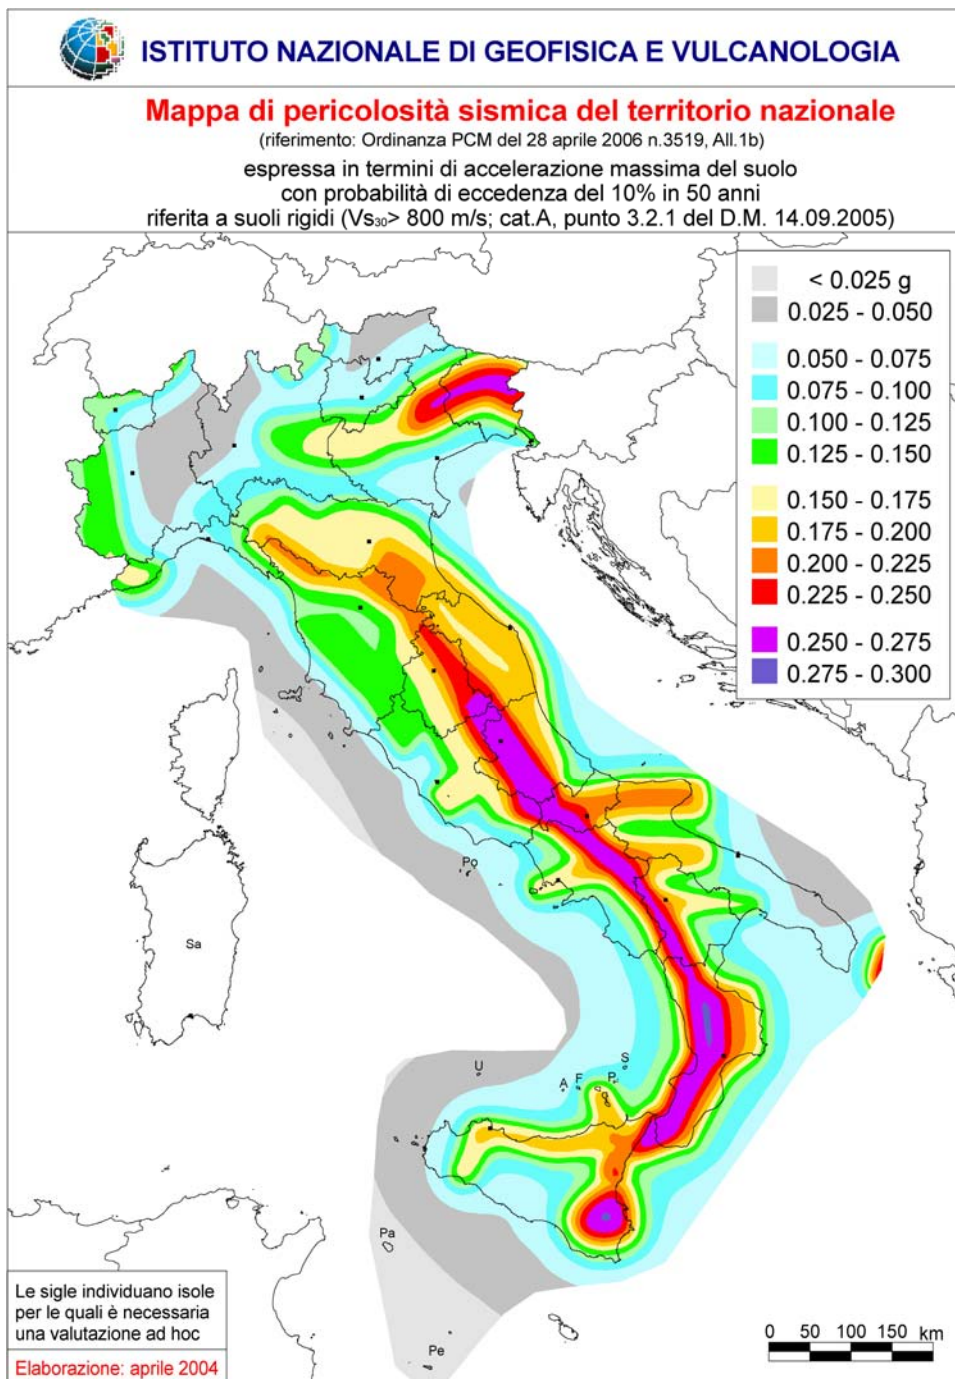 ISTITUTO NAZIONALE DI GEOFISICA E VULCANOLOGIA
Mappa di pericolosità sismica del territorio nazionale
(riferimento: Ordinanza PCM del 28 aprile 2006 n.3519, All.1b)
espressa in termini di accelerazione massima del suolo
con probabilità di eccedenza del 10% in 50 anni
riferita a suoli rigidi (Vs30> 800 m/s; cat.A, punto 3.2.1 del D.M. 14.09.2005)
< 0.025 g
0.025 - 0.050
0.050 - 0.075
0.075 - 0.100
0.100 - 0.125
0.125 - 0.150
0.150 - 0.175
0.175 - 0.200
0.200 - 0.225
0.225 - 0.250
0.250 - 0.275
0.275 - 0.300
Po
Sa
U
A
F
P
S
Pa
Pe
Le sigle individuano isole
per le quali è necessaria
una valutazione ad hoc
Elaborazione: aprile 2004
0 50 100 150 km